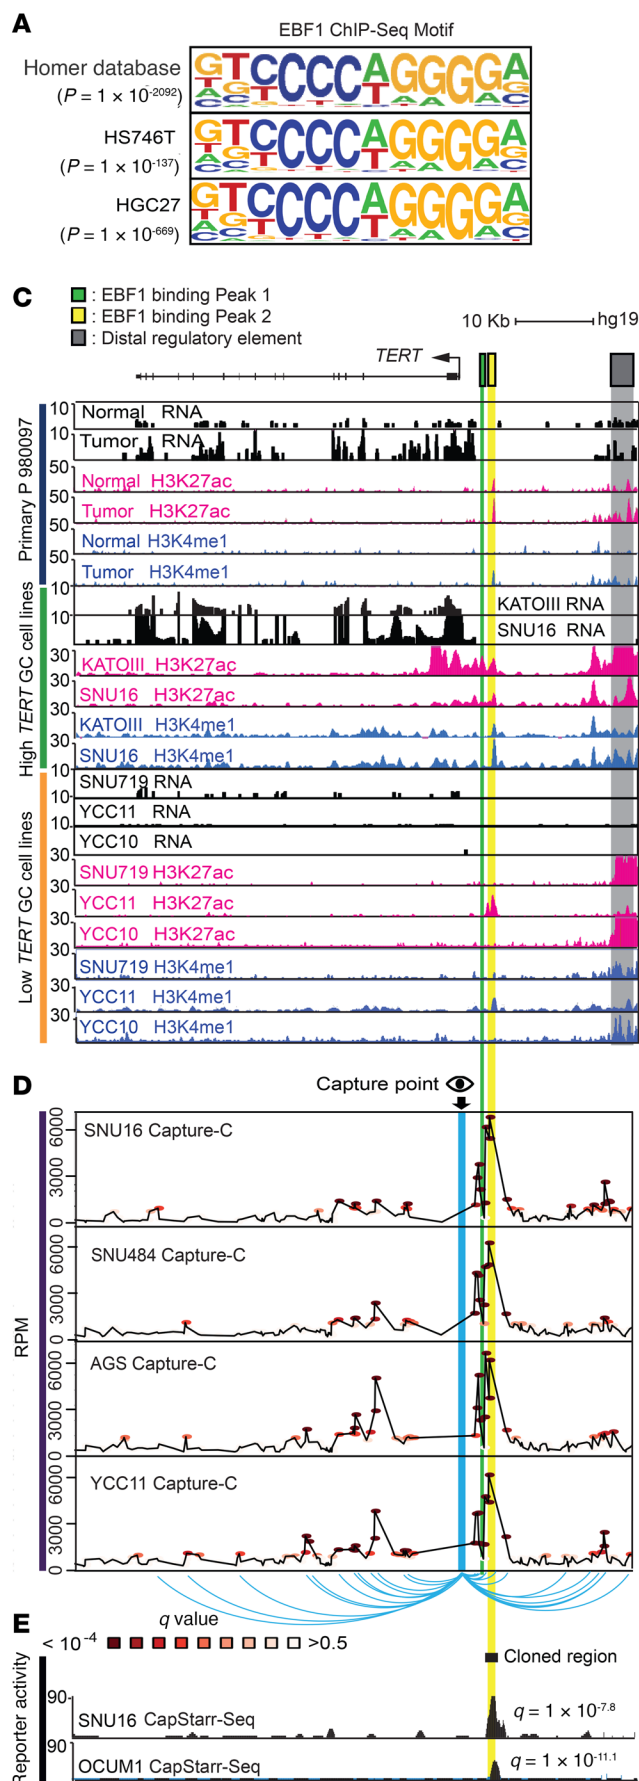 A
EBF1 ChIP-Seq Motif
Homer database
(P = 1 × 10-2092)
HS746T
(P = 1 × 10-137)
HGC27
(P = 1 × 10-669)
C
: EBF1 binding Peak 1
: EBF1 binding Peak 2
: Distal regulatory element
10 Kb
hg19
TERT
Primary P 980097
10
Normal RNA
10
Tumor RNA
50
Normal H3K27ac
50
Tumor H3K27ac
50
Normal H3K4me1
50
Tumor H3K4me1
High TERT GC cell lines
10
KATOIII RNA
10
SNU16 RNA
30
KATOIII H3K27ac
30
SNU16 H3K27ac
30
KATOIII H3K4me1
30
SNU16 H3K4me1
Low TERT GC cell lines
10
SNU719 RNA
10
YCC11 RNA
10
YCC10 RNA
30
SNU719 H3K27ac
30
YCC11 H3K27ac
30
YCC10 H3K27ac
30
SNU719 H3K4me1
30
YCC11 H3K4me1
30
YCC10 H3K4me1
D
Capture point
RPM
6000
3000
0
SNU16 Capture-C
6000
3000
0
SNU484 Capture-C
6000
3000
0
AGS Capture-C
6000
3000
0
YCC11 Capture-C
E
q value
< 10-4
>0.5
Cloned region
Reporter activity
90
SNU16 CapStarr-Seq
q = 1 × 10-7.8
90
OCUM1 CapStarr-Seq
q = 1 × 10-11.1